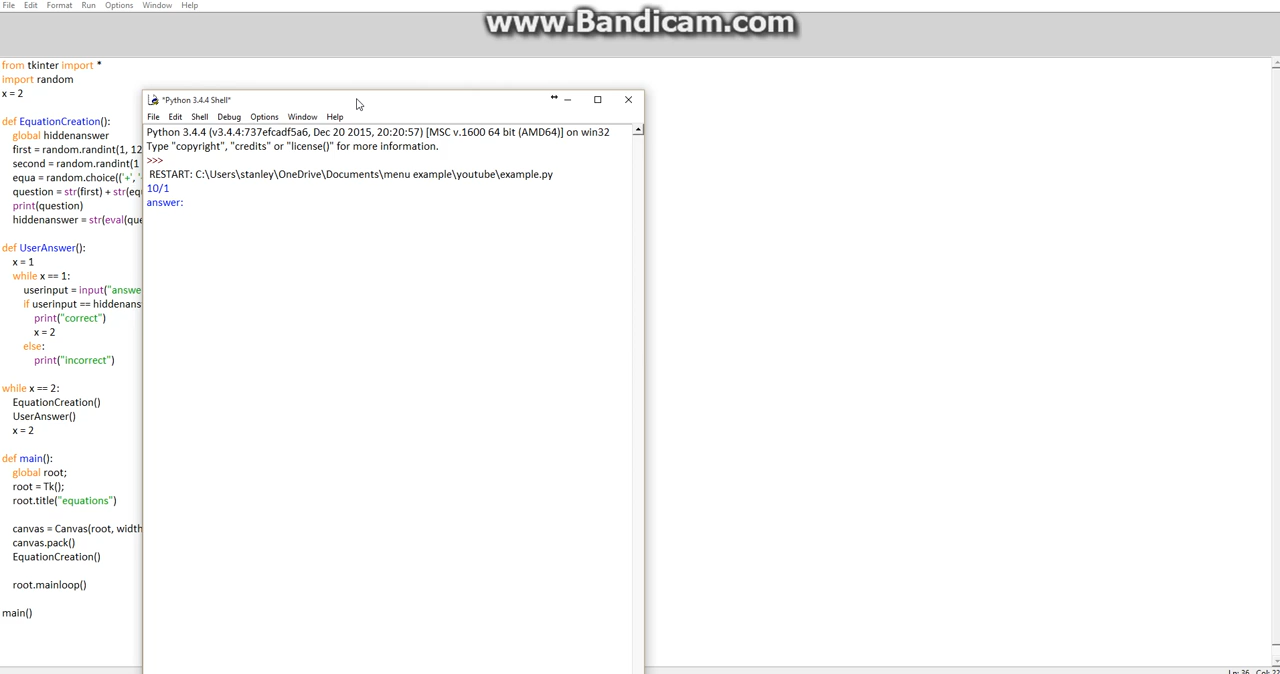 File Edit Format Run Options Window Help
www.Bandicam.com
from tkinter import *
import random
x = 2
def EquationCreation():
global hiddenanswer
first = random.randint(1, 12
second = random.randint(1
equa = random.choice(('+', '
question = str(first) + str(eq
print(question)
hiddenanswer = str(eval(que
def UserAnswer():
x = 1
while x == 1:
userinput = input("answe
if userinput == hiddenans
print("correct")
x = 2
else:
print("incorrect")
while x == 2:
EquationCreation()
UserAnswer()
x = 2
def main():
global root;
root = Tk();
root.title("equations")
canvas = Canvas(root, width
canvas.pack()
EquationCreation()
root.mainloop()
main()
*Python 3.4.4 Shell*
File Edit Shell Debug Options Window Help
Python 3.4.4 (v3.4.4:737efcadf5a6, Dec 20 2015, 20:20:57) [MSC v.1600 64 bit (AMD64)] on win32
Type "copyright", "credits" or "license()" for more information.
>>>
RESTART: C:\Users\stanley\OneDrive\Documents\menu example\youtube\example.py
10/1
answer:
Ln: 36 Col: 22